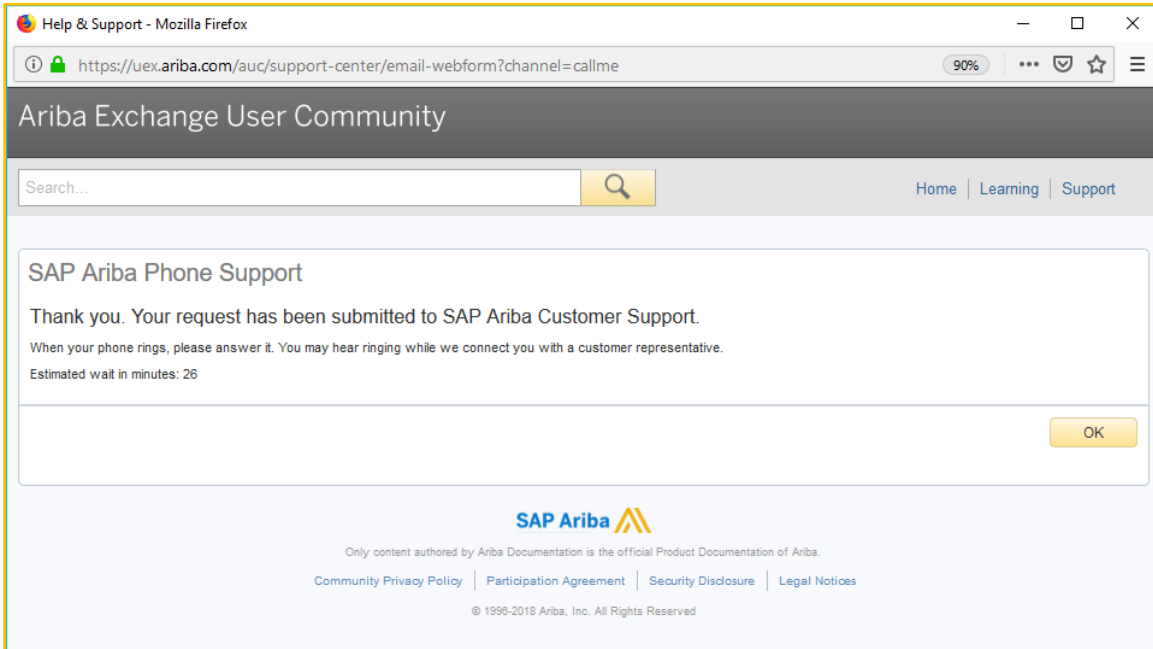 Help & Support - Mozilla Firefox
https://uex.ariba.com/auc/support-center/email-webform?channel=callme 90%
Ariba Exchange User Community
Search... Home Learning Support
SAP Ariba Phone Support
Thank you. Your request has been submitted to SAP Ariba Customer Support.
When your phone rings, please answer it. You may hear ringing while we connect you with a customer representative.
Estimated wait in minutes: 26
OK
SAP Ariba
Only content authored by Ariba Documentation is the official Product Documentation of Ariba.
Community Privacy Policy Participation Agreement Security Disclosure Legal Notices
© 1996-2018 Ariba, Inc. All Rights Reserved